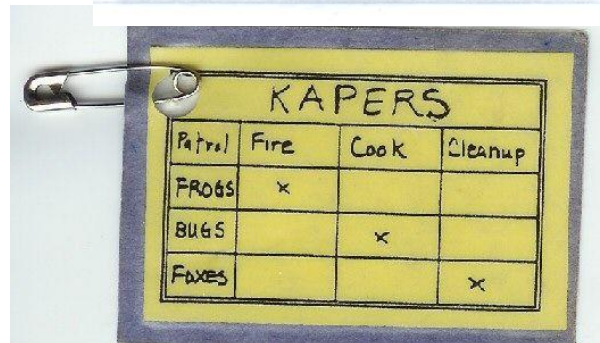 KAPERS
Patrol Fire Cook Cleanup
FROGS x
BUGS x
FOXES x